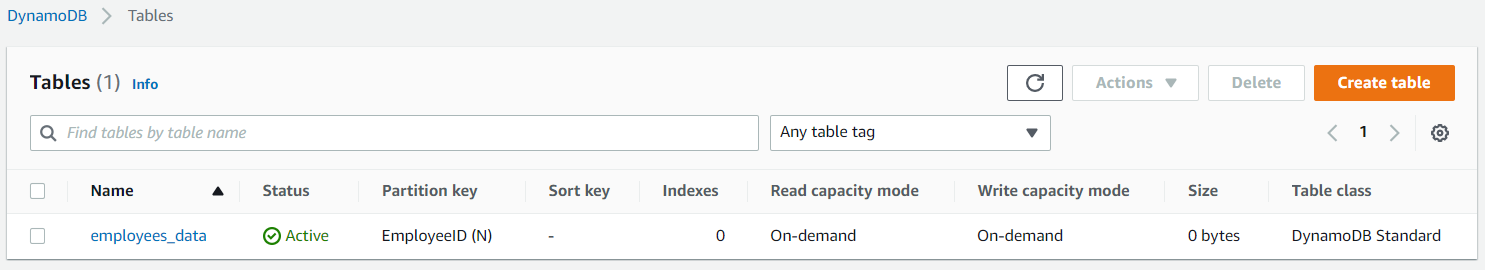 DynamoDB > Tables
Tables (1) Info Actions Delete Create table
Find tables by table name Any table tag 1
Name Status Partition key Sort key Indexes Read capacity mode Write capacity mode Size Table class
employees_data Active EmployeeID (N) - 0 On-demand On-demand 0 bytes DynamoDB Standard